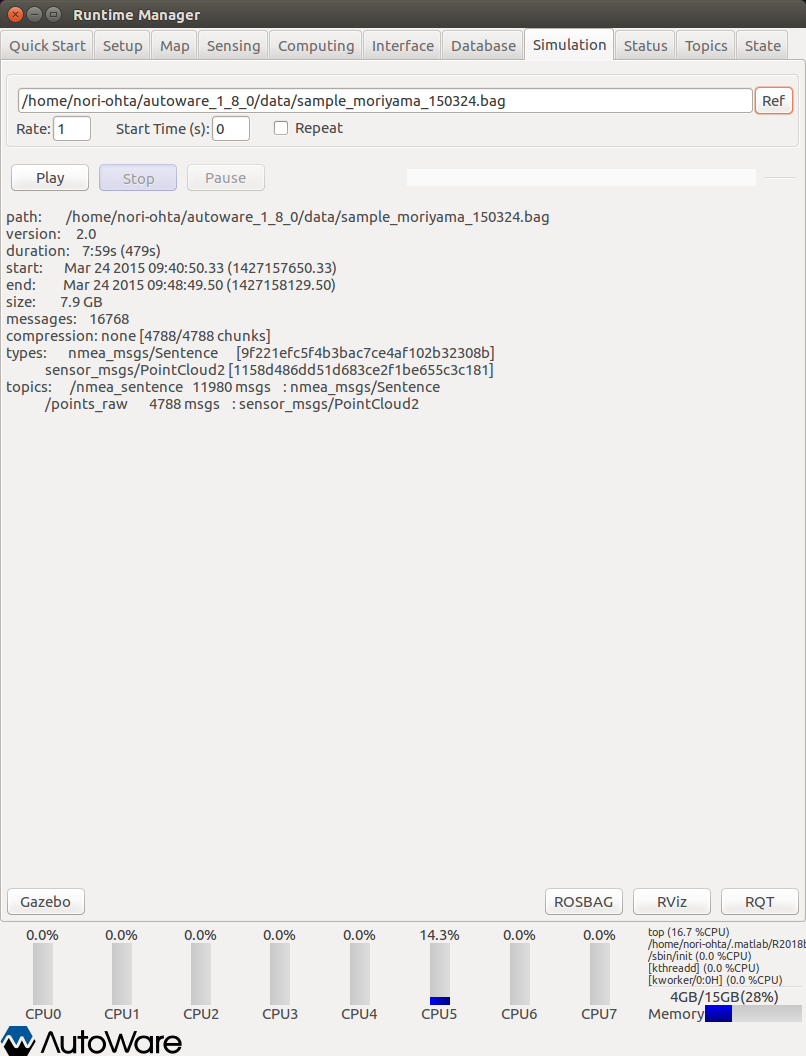 Runtime Manager
Quick Start Setup Map Sensing Computing Interface Database Simulation Status Topics State
/home/nori-ohta/autoware_1_8_0/data/sample_moriyama_150324.bag Ref
Rate: 1 Start Time (s): 0 Repeat
Play Stop Pause
path: /home/nori-ohta/autoware_1_8_0/data/sample_moriyama_150324.bag
version: 2.0
duration: 7:59s (479s)
start: Mar 24 2015 09:40:50.33 (1427157650.33)
end: Mar 24 2015 09:48:49.50 (1427158129.50)
size: 7.9 GB
messages: 16768
compression: none [4788/4788 chunks]
types: nmea_msgs/Sentence [9f221efc5f4b3bac7ce4af102b32308b]
sensor_msgs/PointCloud2 [1158d486dd51d683ce2f1be655c3c181]
topics: /nmea_sentence 11980 msgs : nmea_msgs/Sentence
/points_raw 4788 msgs : sensor_msgs/PointCloud2
Gazebo ROSBAG RViz RQT
0.0% 0.0% 0.0% 0.0% 0.0% 14.3% 0.0% 0.0%
CPU0 CPU1 CPU2 CPU3 CPU4 CPU5 CPU6 CPU7
top (16.7 %CPU)
/home/nori-ohta/.matlab/R2018b
/sbin/init (0.0 %CPU)
[kthreadd] (0.0 %CPU)
[kworker/0:0H] (0.0 %CPU)
4GB/15GB(28%)
Memory
AutoWare